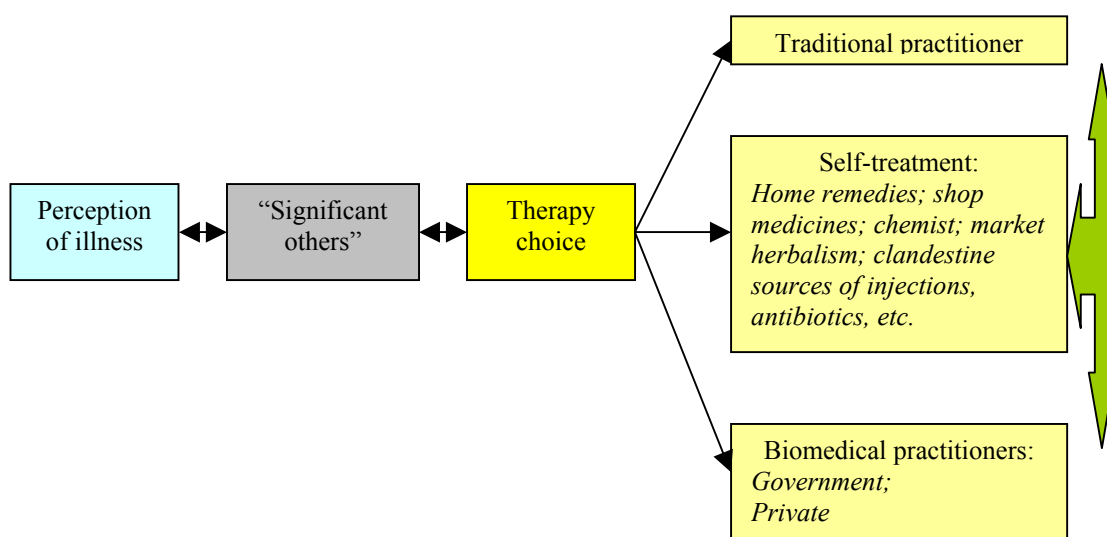 Traditional practitioner
Self-treatment:
Home remedies; shop
medicines; chemist; market
herbalism; clandestine
sources of injections,
antibiotics, etc.
Perception
of illness
“Significant
others”
Therapy
choice
Biomedical practitioners:
Government;
Private